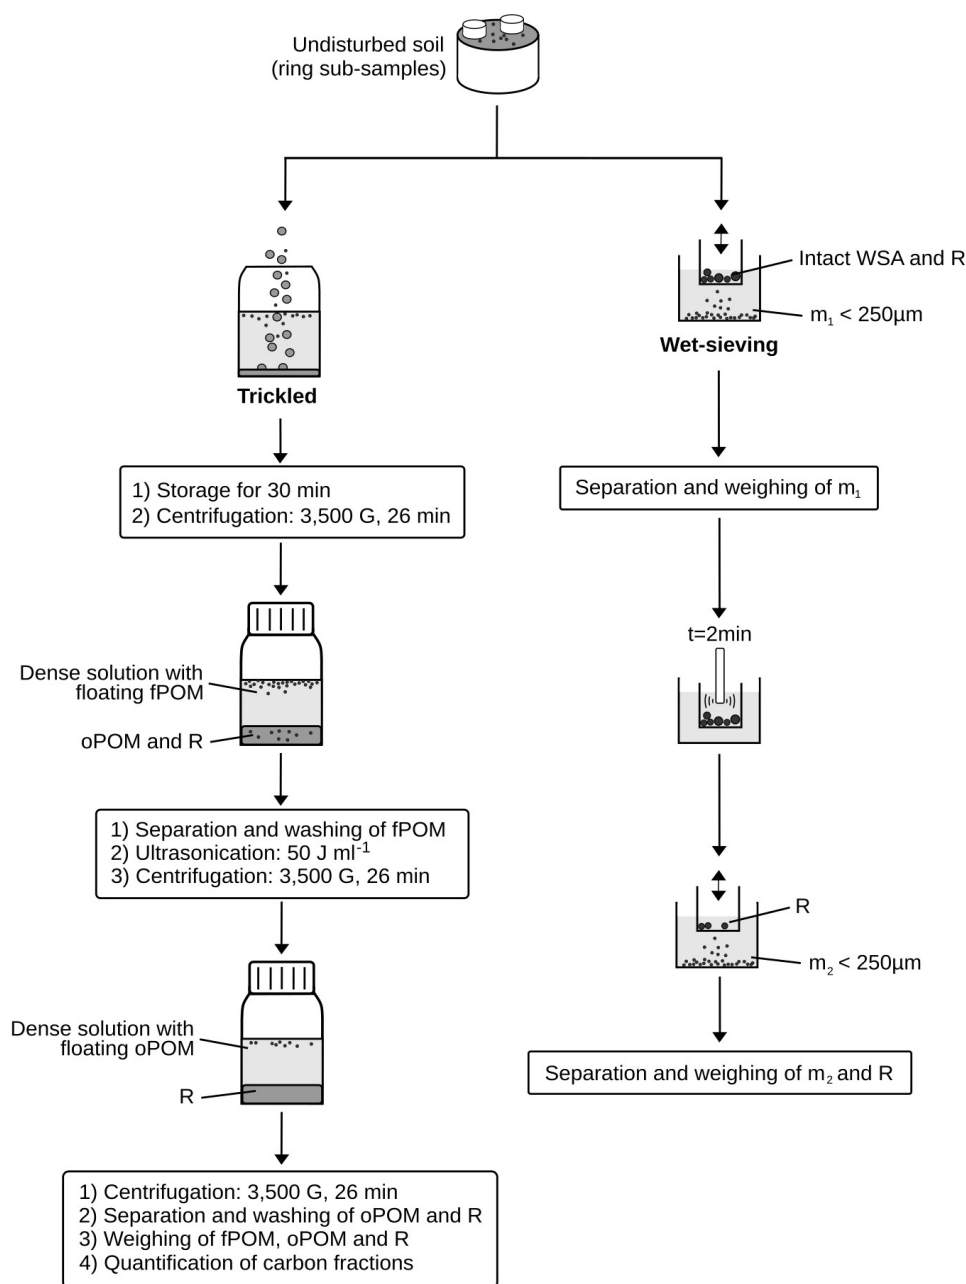 Undisturbed soil
(ring sub-samples)
Trickled
1) Storage for 30 min
2) Centrifugation: 3,500 G, 26 min
Dense solution with
floating fPOM
oPOM and R
1) Separation and washing of fPOM
2) Ultrasonication: 50 J ml⁻¹
3) Centrifugation: 3,500 G, 26 min
Dense solution with
floating oPOM
R
1) Centrifugation: 3,500 G, 26 min
2) Separation and washing of oPOM and R
3) Weighing of fPOM, oPOM and R
4) Quantification of carbon fractions
Intact WSA and R
m₁ < 250µm
Wet-sieving
Separation and weighing of m₁
t=2min
R
m₂ < 250µm
Separation and weighing of m₂ and R